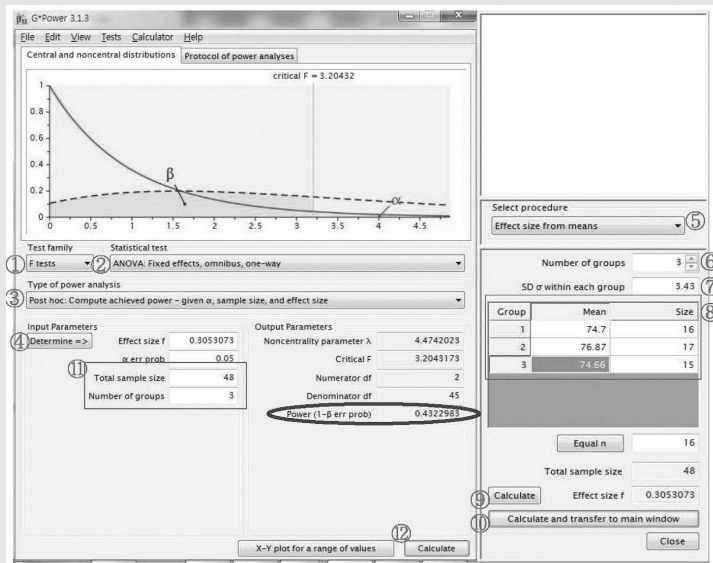 G*Power 3.1.3
File Edit View Tests Calculator Help
Central and noncentral distributions Protocol of power analyses
critical F = 3.20432
1
0.8
0.6
0.4
0.2
0
β
α
0 0.5 1 1.5 2 2.5 3 3.5 4 4.5
Test family Statistical test
① F tests ② ANOVA: Fixed effects, omnibus, one-way
Type of power analysis
③ Post hoc: Compute achieved power – given α, sample size, and effect size
Input Parameters Output Parameters
④ Determine => Effect size f 0.3053073 Noncentrality parameter λ 4.4742023
α err prob 0.05 Critical F 3.2043173
⑪
Total sample size 48 Numerator df 2
Number of groups 3 Denominator df 45
Power (1-β err prob) 0.4322983
⑫
X-Y plot for a range of values Calculate
Select procedure
Effect size from means ⑤
Number of groups 3 ⑥
SD σ within each group 3.43 ⑦
Group Mean Size ⑧
1 74.7 16
2 76.87 17
3 74.66 15
Equal n 16
Total sample size 48
⑨ Calculate Effect size f 0.3053073
⑩ Calculate and transfer to main window
Close